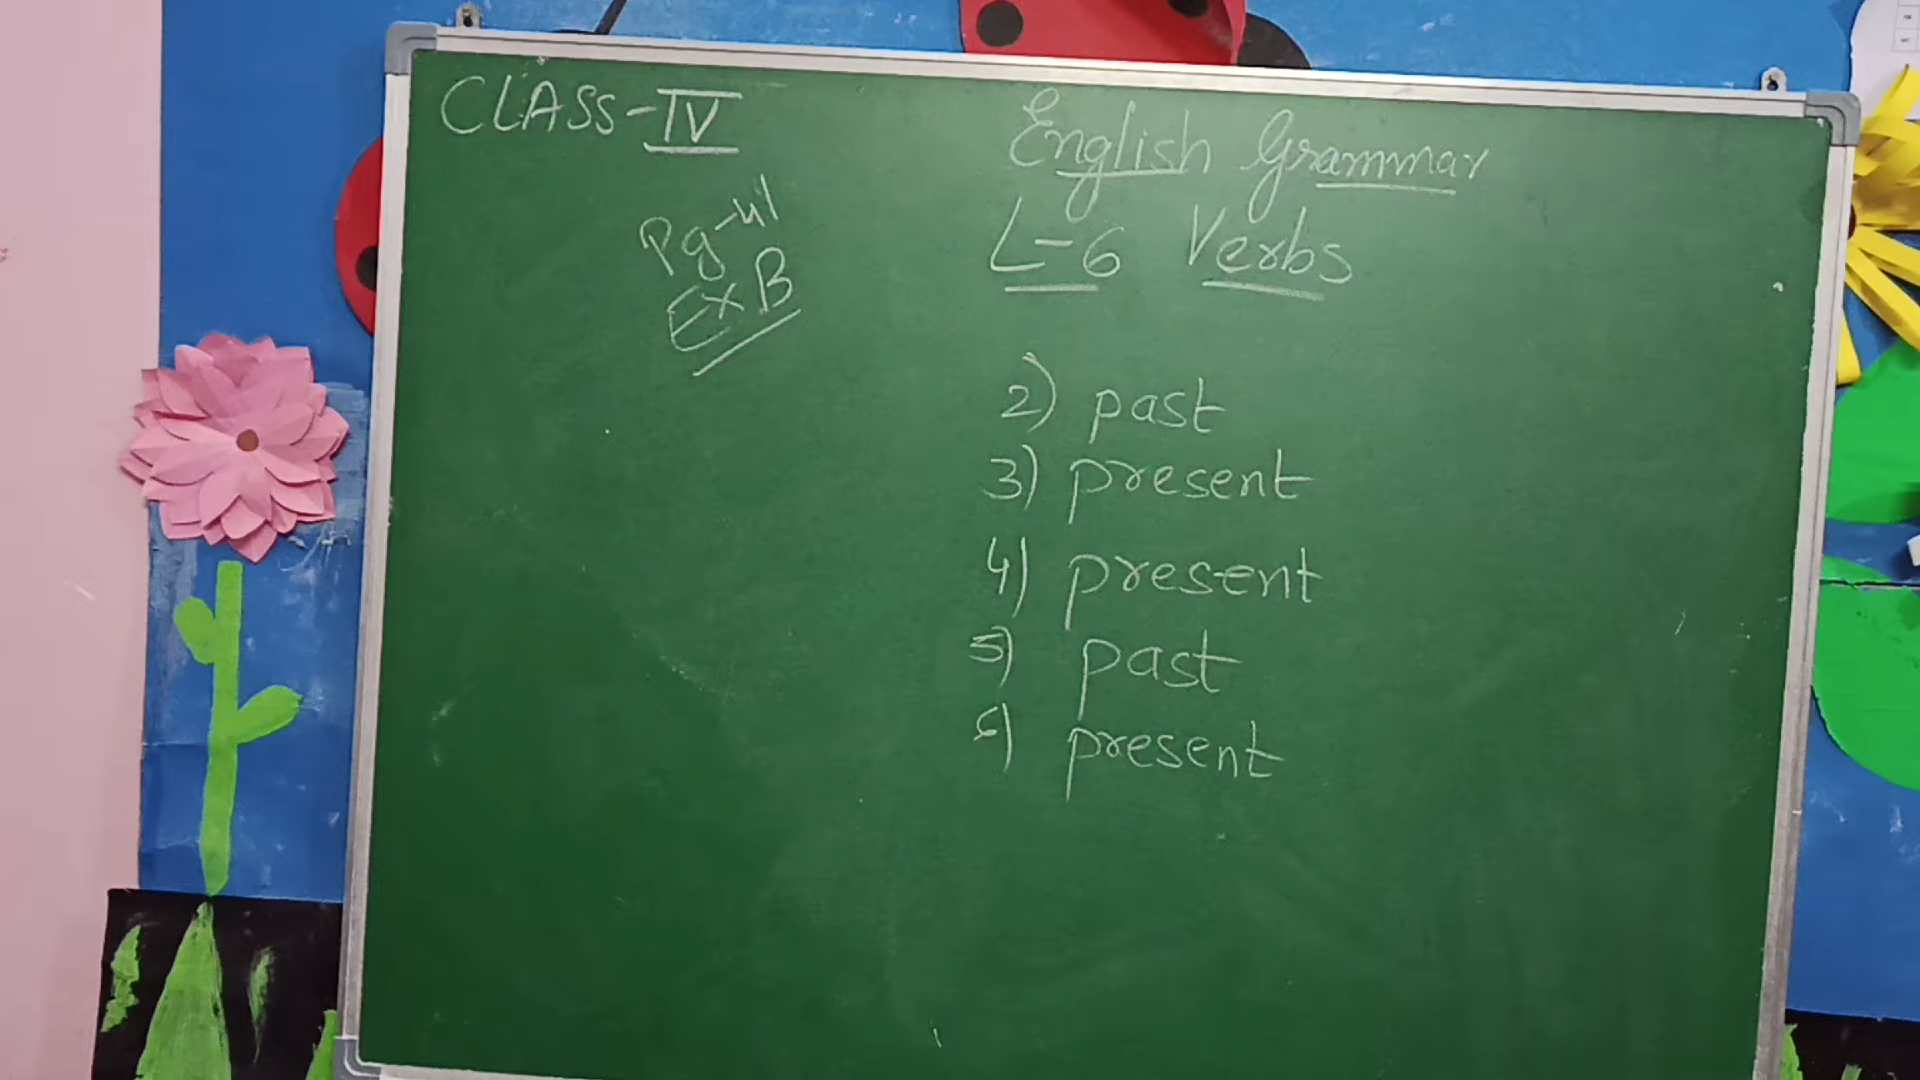 CLASS-IV
English Grammar
Pg-41
Ex B
L-6 Verbs
2) past
3) present
4) present
5) past
6) present